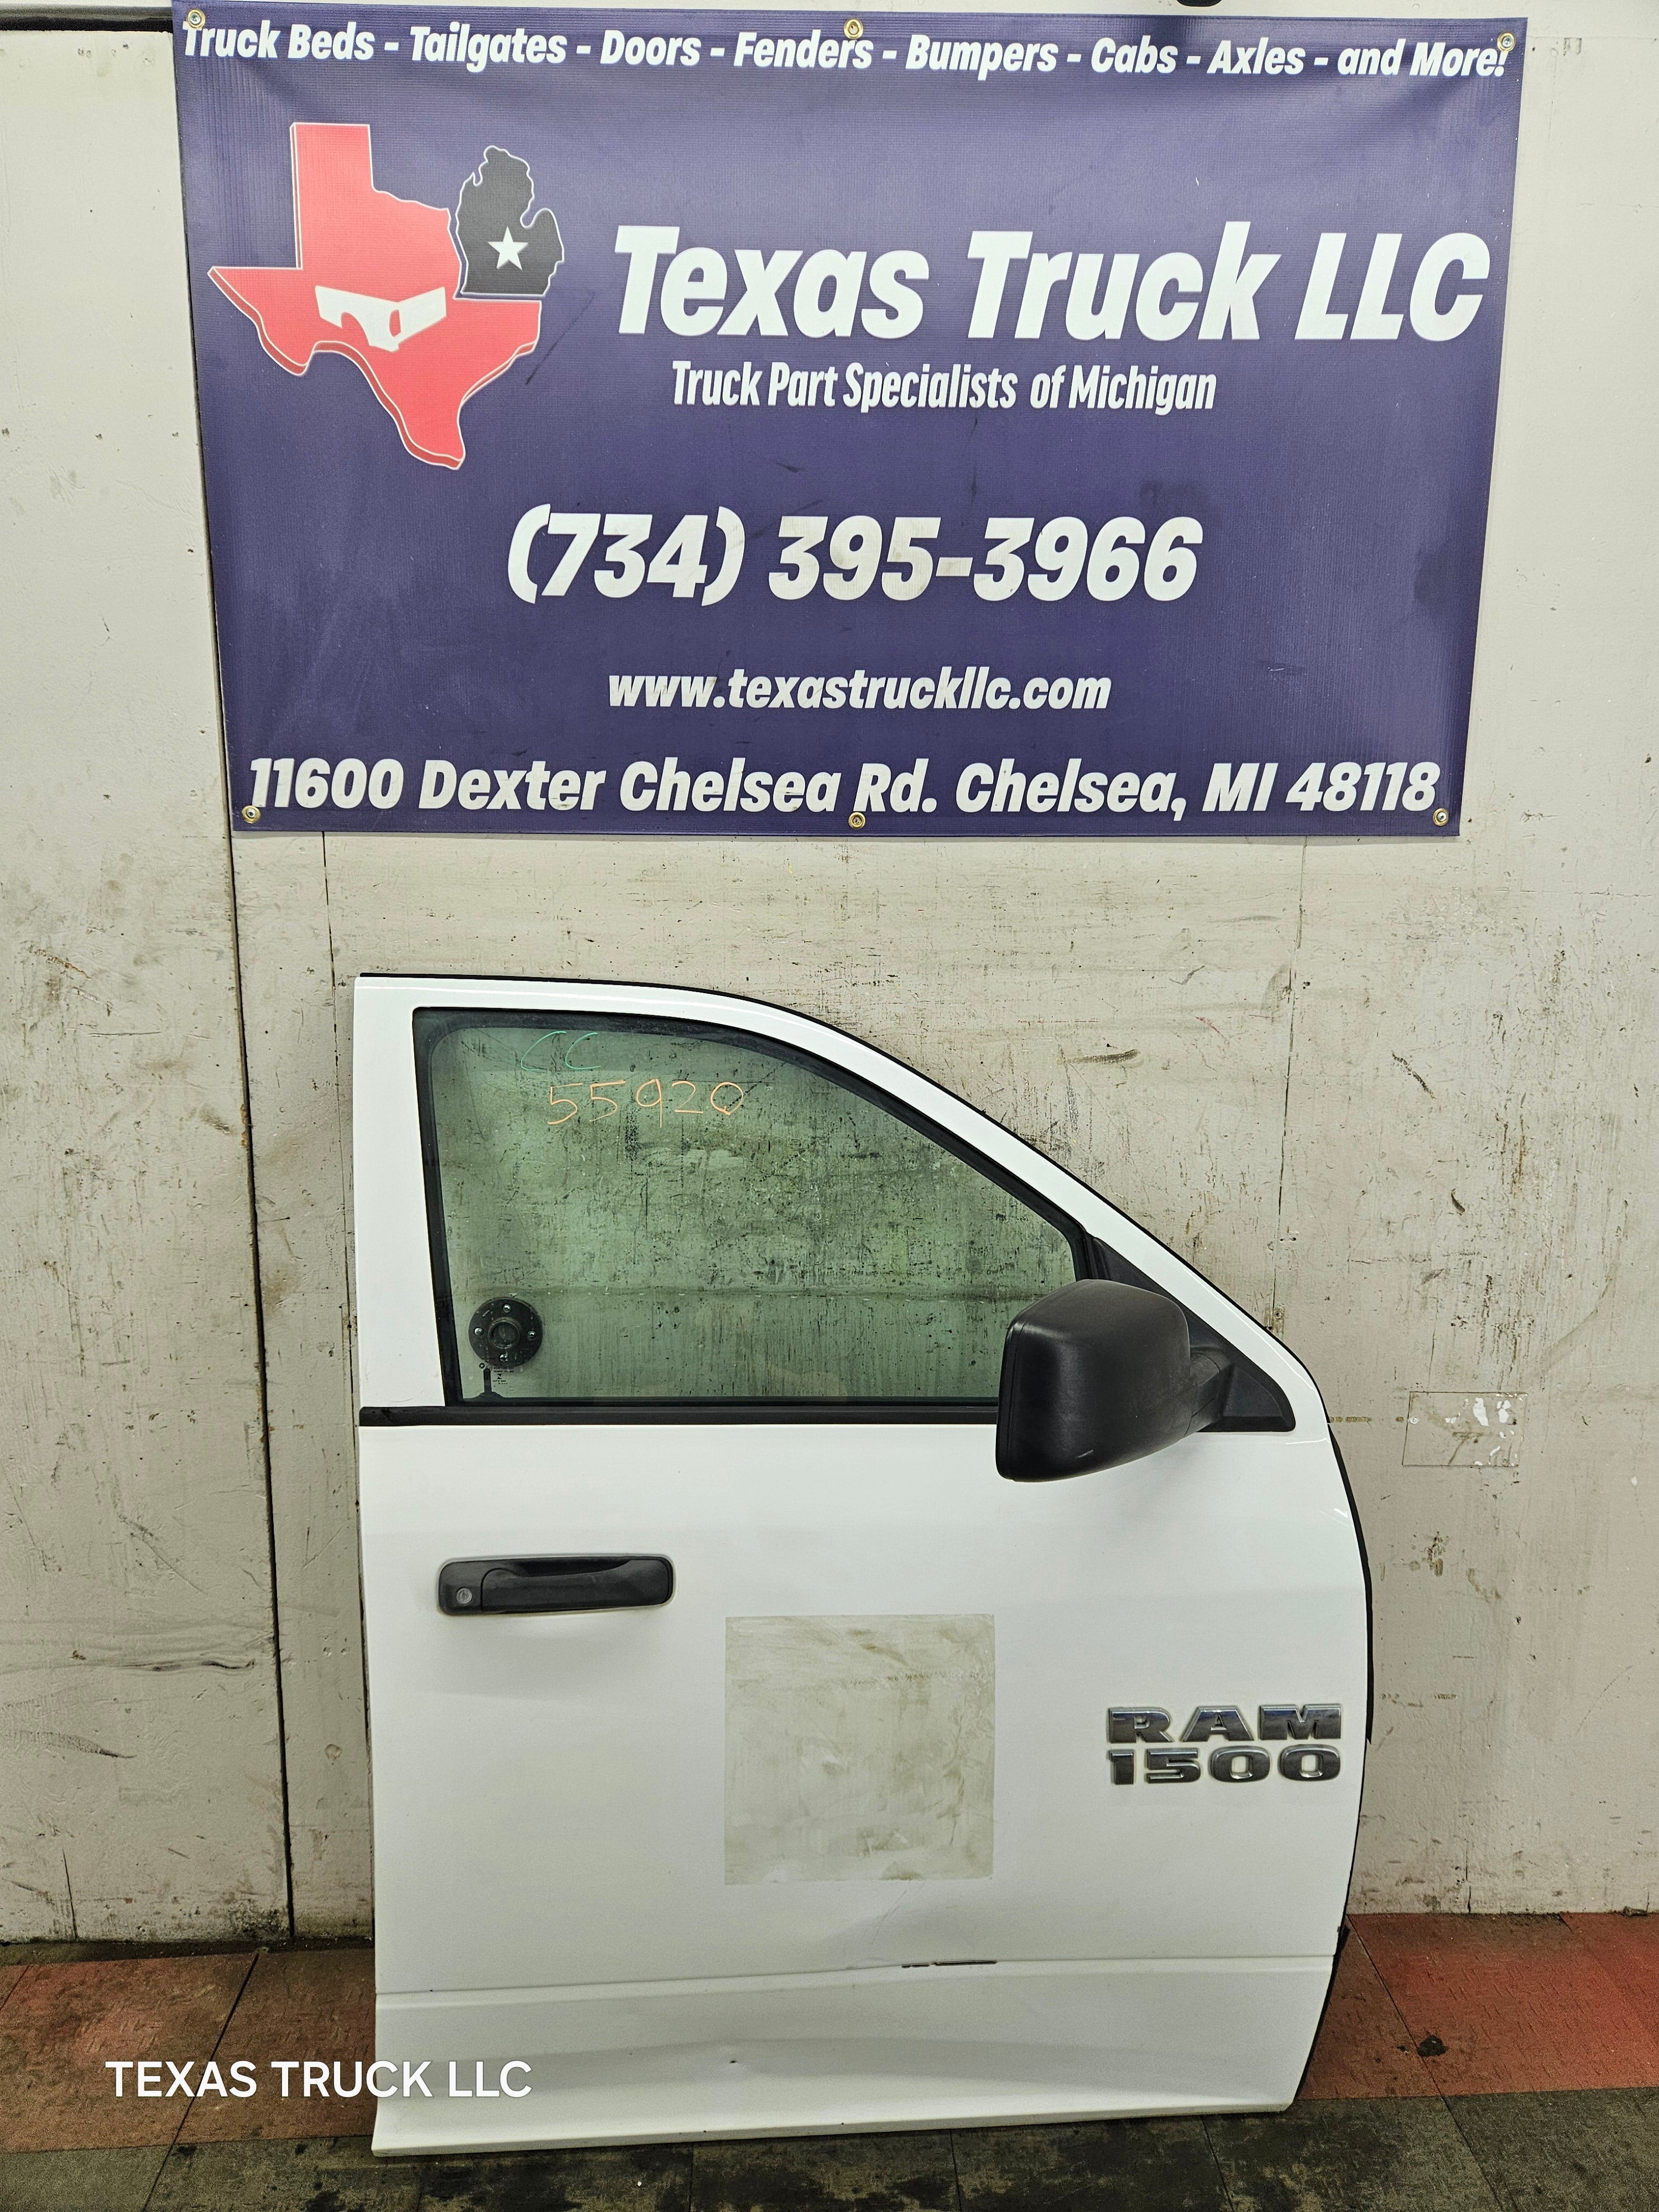 Truck Beds - Tailgates - Doors - Fenders - Bumpers - Cabs - Axles - and More!
Texas Truck LLC
Truck Part Specialists of Michigan
(734) 395-3966
www.texastruckllc.com
11600 Dexter Chelsea Rd. Chelsea, MI 48118
CC
55920
RAM
1500
TEXAS TRUCK LLC